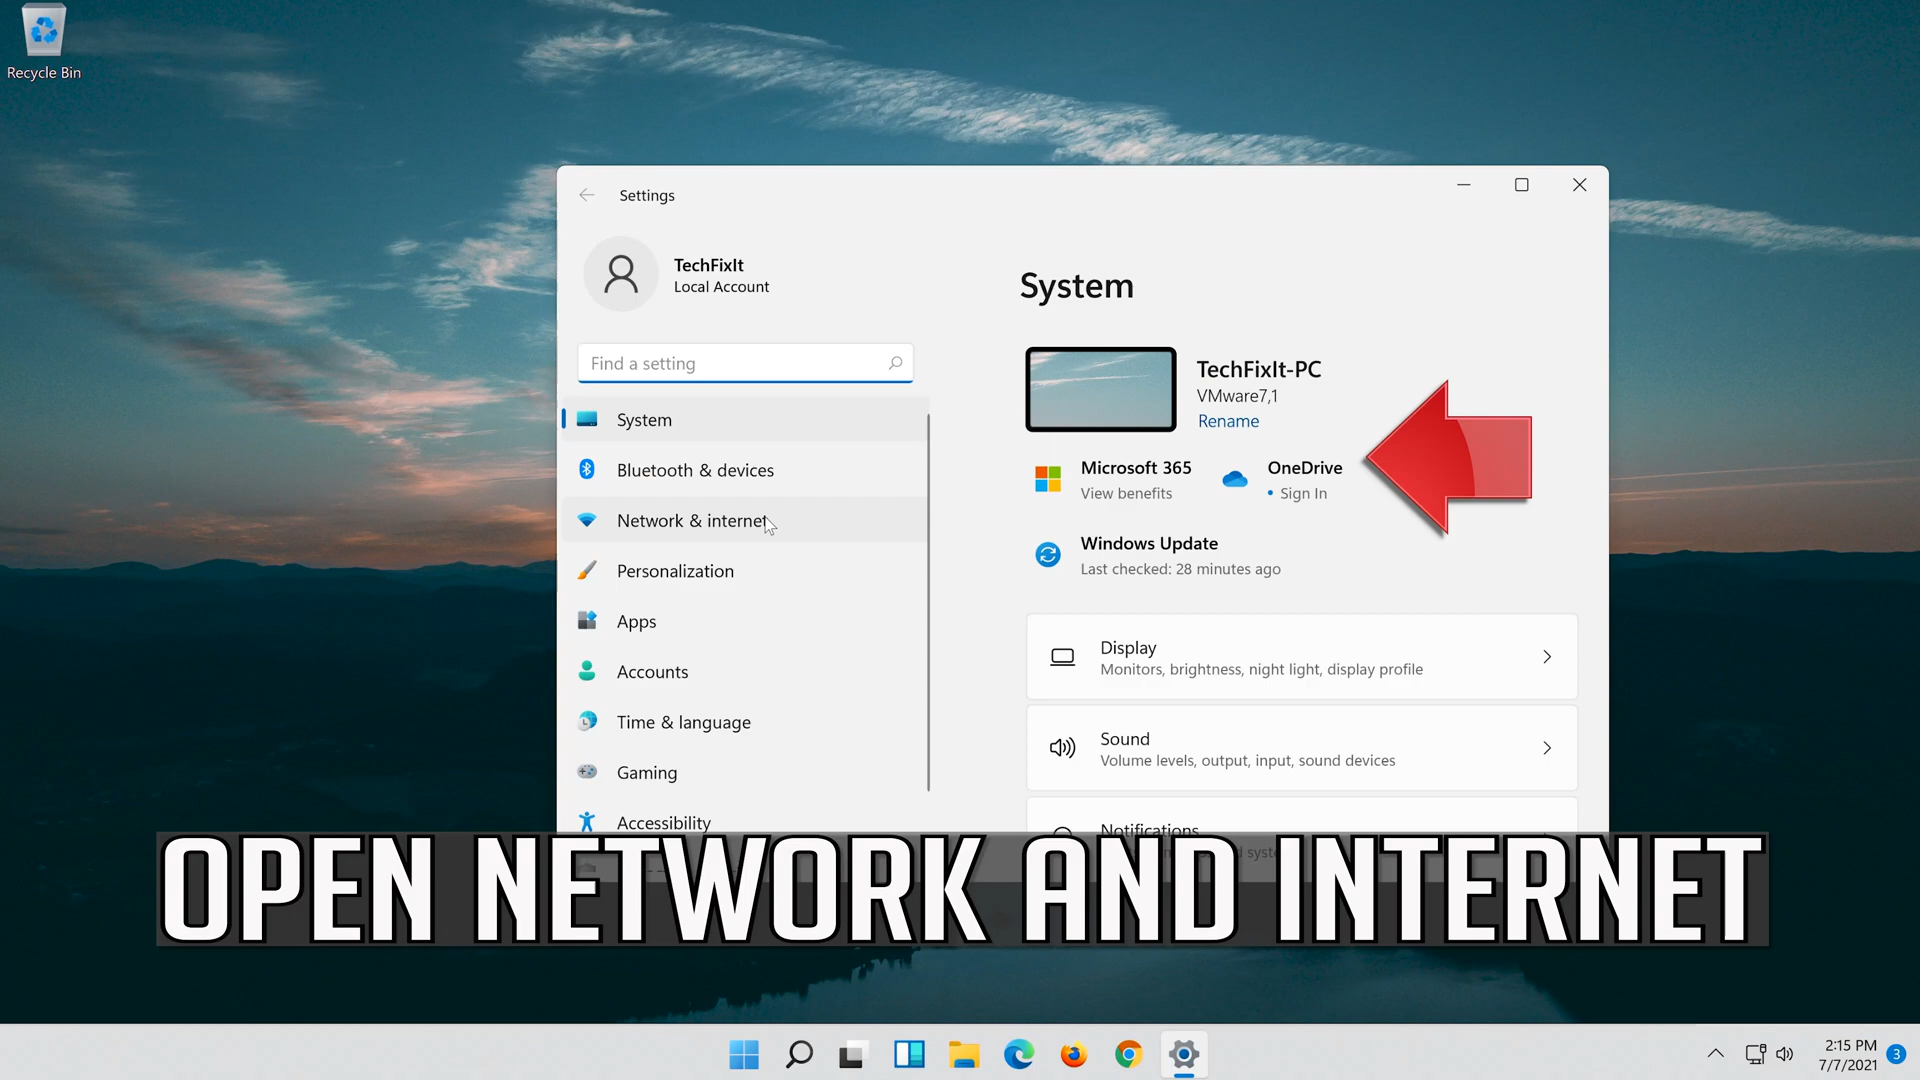 Recycle Bin
Settings
TechFixIt
Local Account
Find a setting
System
Bluetooth & devices
Network & internet
Personalization
Apps
Accounts
Time & language
Gaming
Accessibility
System
TechFixIt-PC
VMware7,1
Rename
Microsoft 365
View benefits
OneDrive
• Sign In
Windows Update
Last checked: 28 minutes ago
Display
Monitors, brightness, night light, display profile
Sound
Volume levels, output, input, sound devices
Notifications
OPEN NETWORK AND INTERNET
2:15 PM
7/7/2021
3